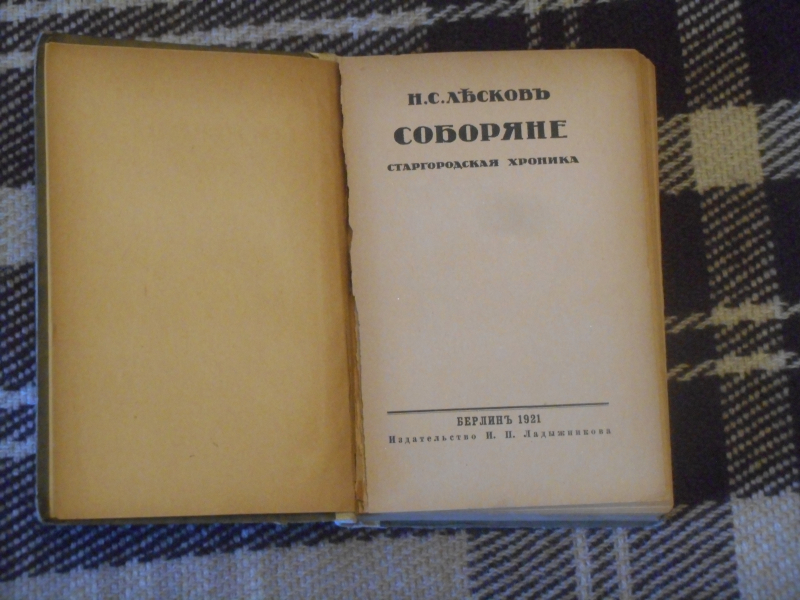 Н. С. ЛѢСКОВЪ
СОБОРЯНЕ
СТАРГОРОДСКАЯ ХРОНИКА
БЕРЛИНЪ 1921
Издательство И. П. Ладыжникова